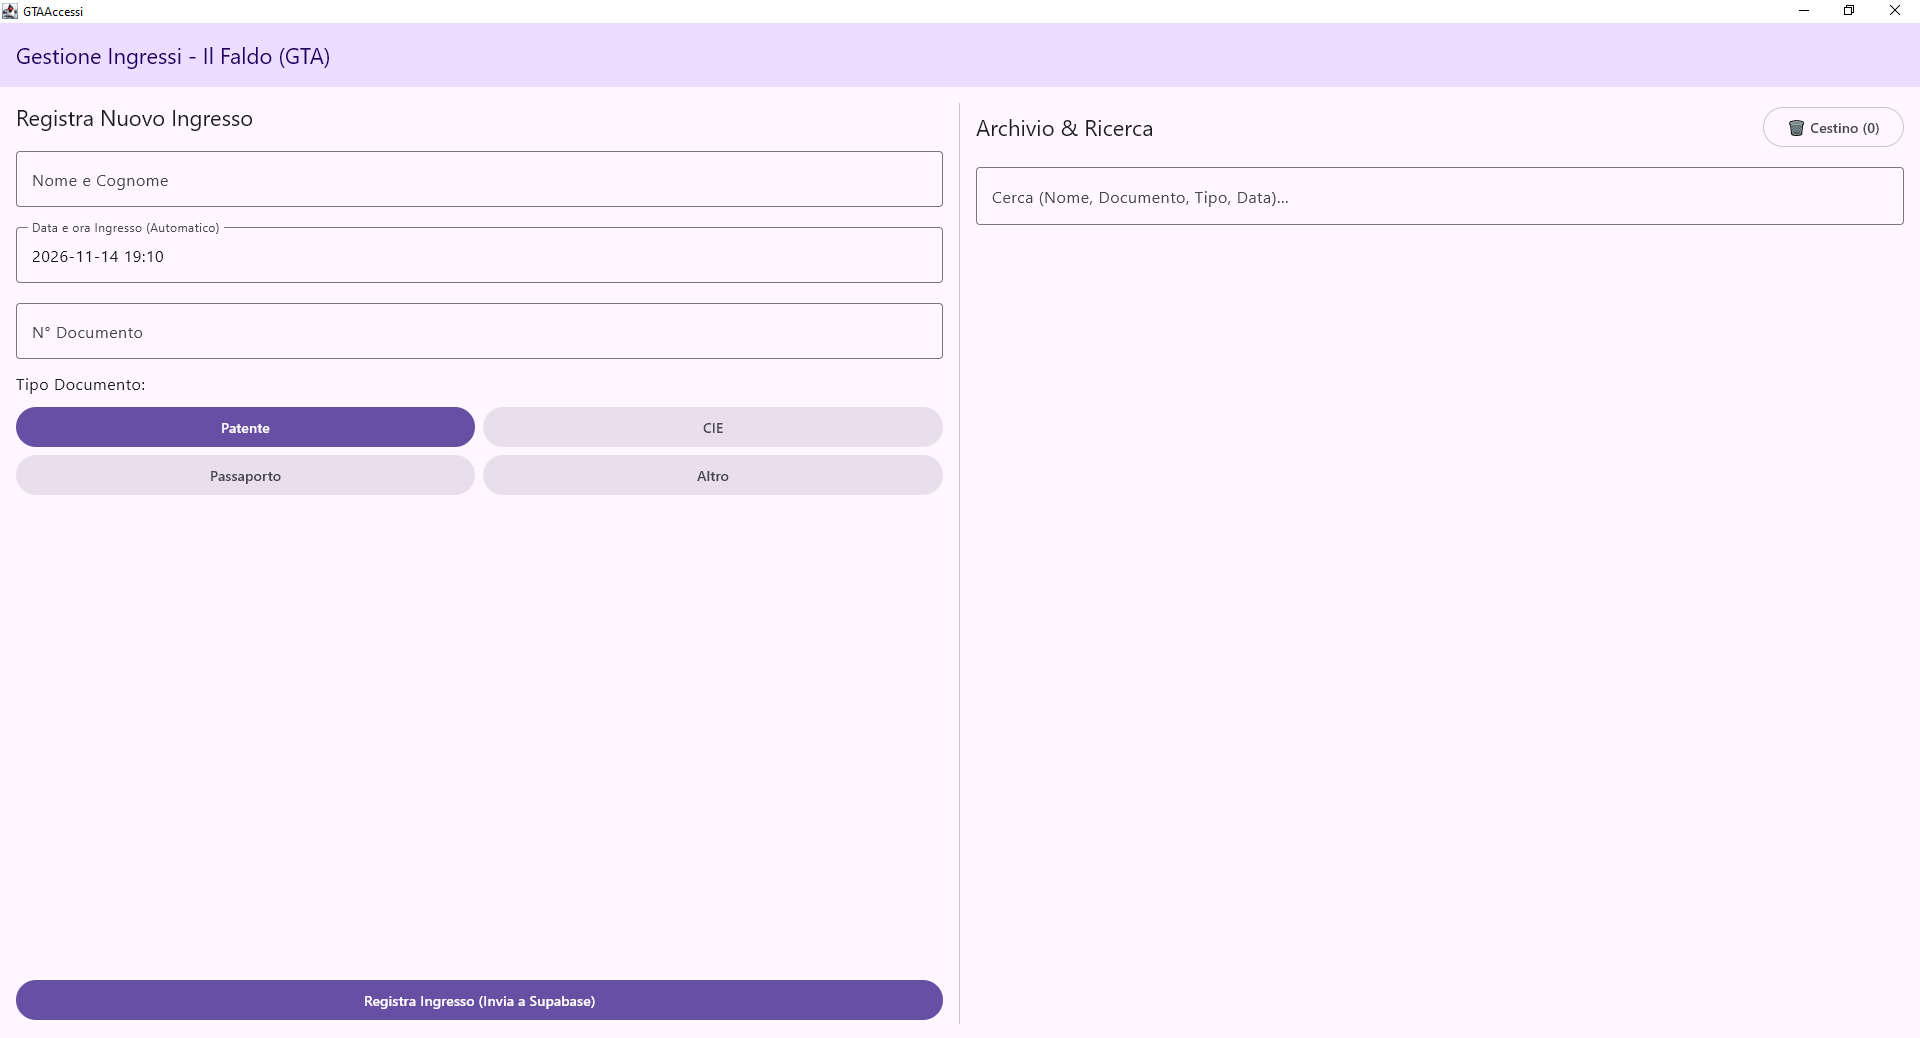 GTAAccessi
Gestione Ingressi - Il Faldo (GTA)
Registra Nuovo Ingresso
Nome e Cognome
Data e ora Ingresso (Automatico)
2026-11-14 19:10
N° Documento
Tipo Documento:
Patente
CIE
Passaporto
Altro
Registra Ingresso (Invia a Supabase)
Archivio & Ricerca
Cestino (0)
Cerca (Nome, Documento, Tipo, Data)...